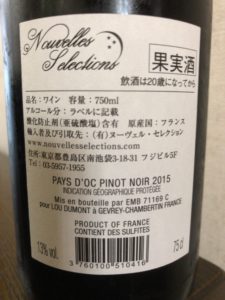 Nouvelles
Selections
果実酒
飲酒は20歳になってから
品名：ワイン 容量：750ml
アルコール分：ラベルに記載
酸化防止剤（亜硫酸塩）含有 原産国：フランス
輸入者及び引取先：（有）ヌーヴェル・セレクション
www.nouvellesselections.com
住所：東京都豊島区南池袋3-18-31 フジビル5F
Tel：03-5957-1955
PAYS D'OC PINOT NOIR 2015
INDICATION GÉOGRAPHIQUE PROTÉGÉE
Mis en bouteille par EMB 71169 C
pour LOU DUMONT à GEVREY-CHAMBERTIN FRANCE
PRODUCT OF FRANCE
CONTIENT DES SULFITES
13% vol.
75 cl
3 760100 510416